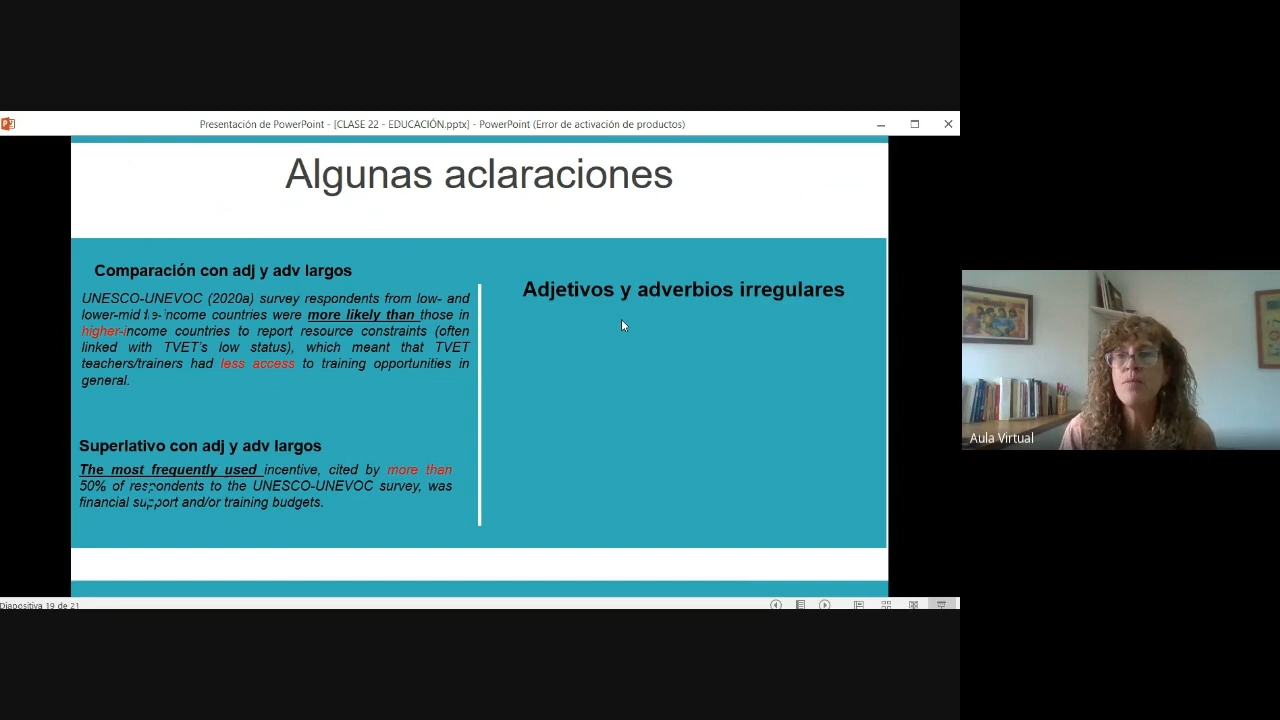 Presentación de PowerPoint - [CLASE 22 - EDUCACIÓN.pptx] - PowerPoint (Error de activación de productos)
Algunas aclaraciones
Comparación con adj y adv largos
UNESCO-UNEVOC (2020a) survey respondents from low- and
lower-middle-income countries were more likely than those in
higher-income countries to report resource constraints (often
linked with TVET's low status), which meant that TVET
teachers/trainers had less access to training opportunities in
general.
Superlativo con adj y adv largos
The most frequently used incentive, cited by more than
50% of respondents to the UNESCO-UNEVOC survey, was
financial support and/or training budgets.
Adjetivos y adverbios irregulares
Aula Virtual
Diapositiva 19 de 21